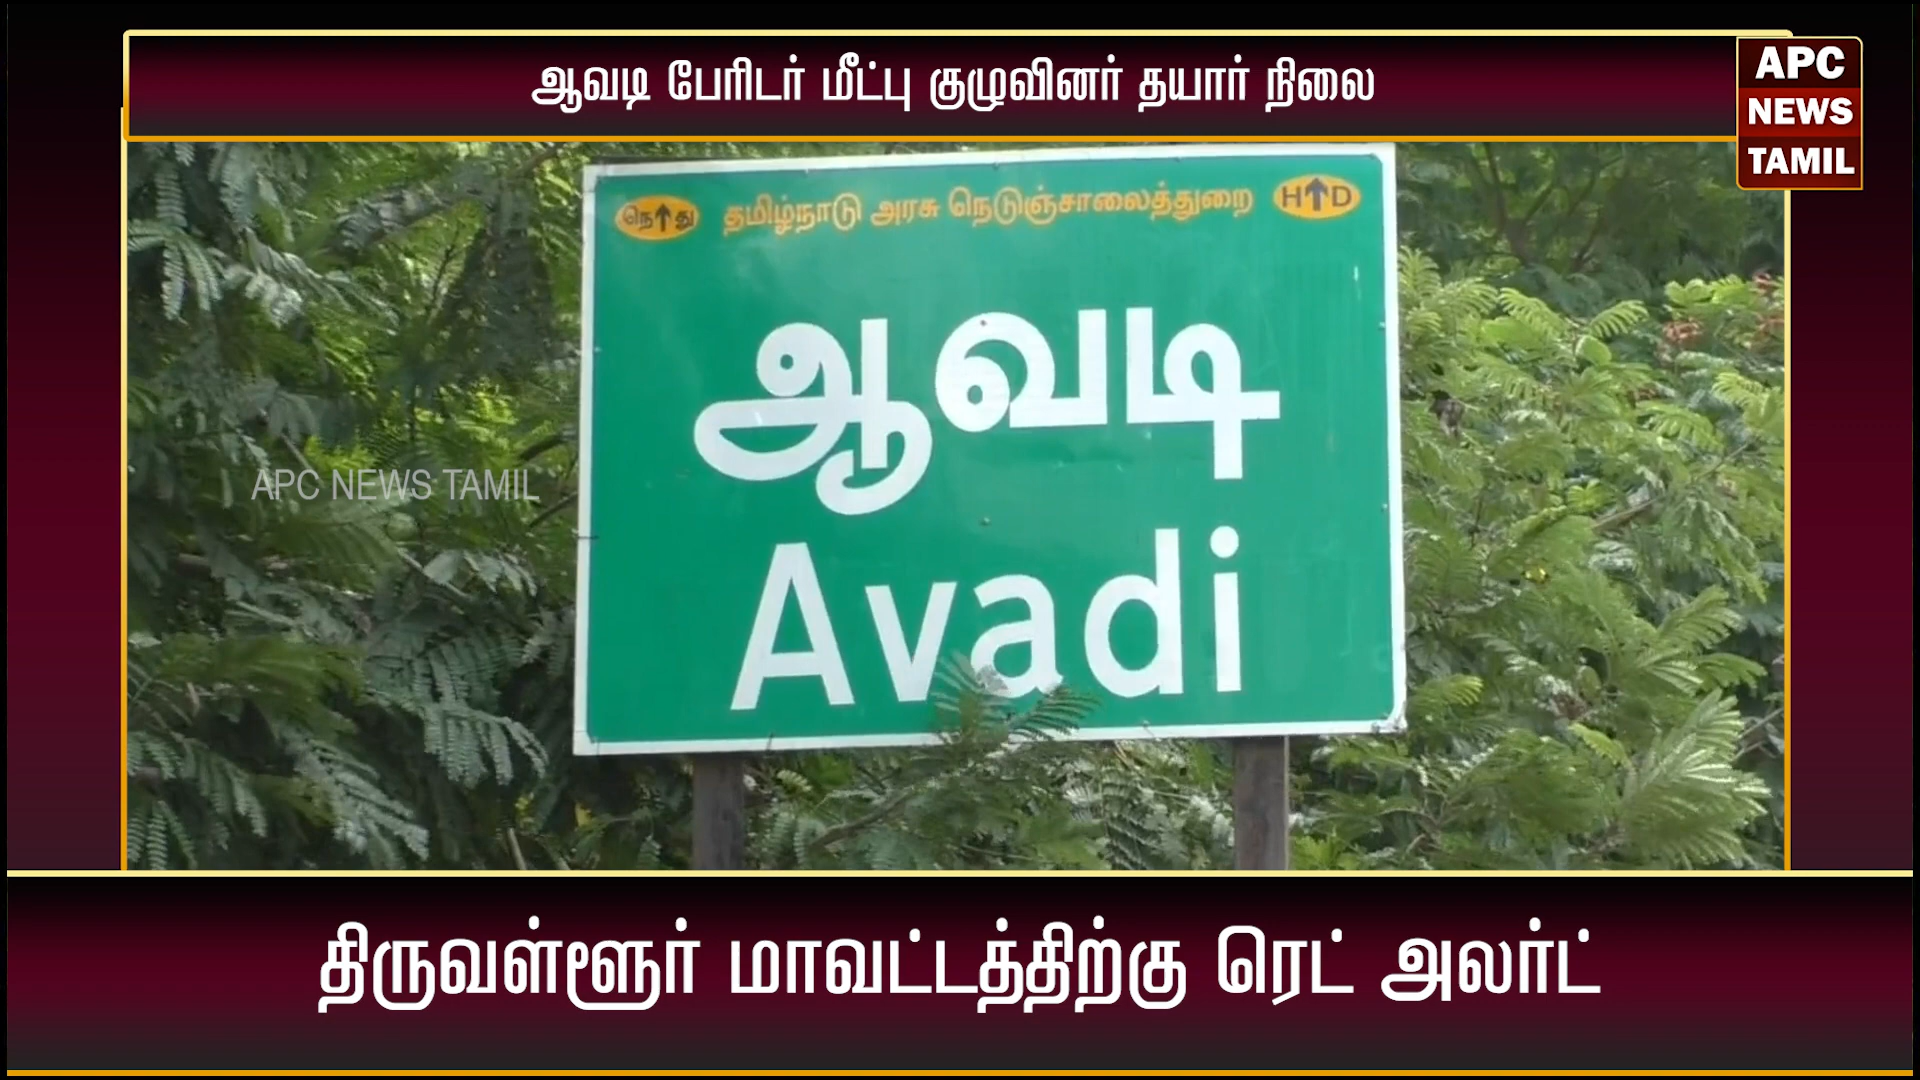 ஆவடி பேரிடர் மீட்பு குழுவினர் தயார் நிலை
APC
NEWS
TAMIL
நெ↑து தமிழ்நாடு அரசு நெடுஞ்சாலைத்துறை H↑D
ஆவடி
Avadi
APC NEWS TAMIL
திருவள்ளூர் மாவட்டத்திற்கு ரெட் அலர்ட்